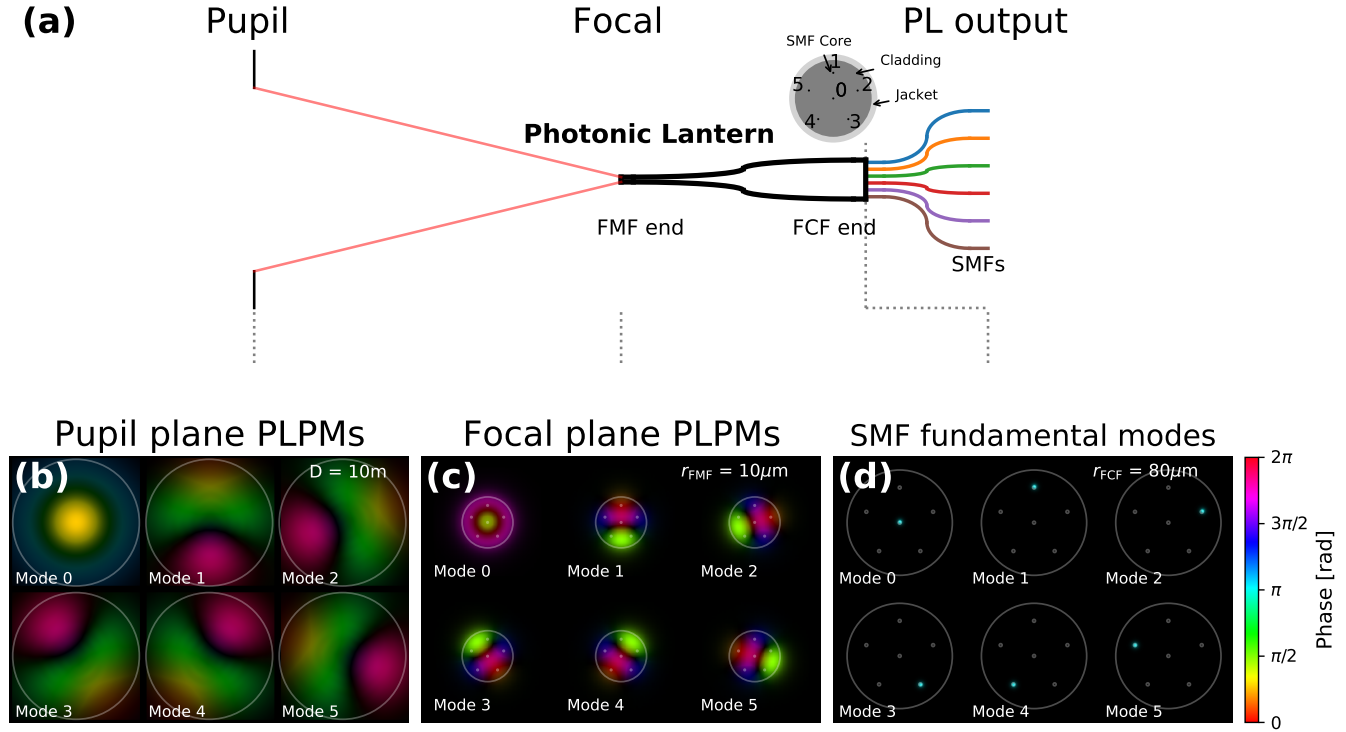 (a)
Pupil
Focal
PL output
SMF Core
Cladding
Jacket
1
5
0
2
4
3
Photonic Lantern
FMF end
FCF end
SMFs
Pupil plane PLPMs
Focal plane PLPMs
SMF fundamental modes
(b)
D = 10m
Mode 0
Mode 1
Mode 2
Mode 3
Mode 4
Mode 5
(c)
r_FMF = 10μm
Mode 0
Mode 1
Mode 2
Mode 3
Mode 4
Mode 5
(d)
r_FCF = 80μm
Mode 0
Mode 1
Mode 2
Mode 3
Mode 4
Mode 5
2π
3π/2
π
π/2
0
Phase [rad]